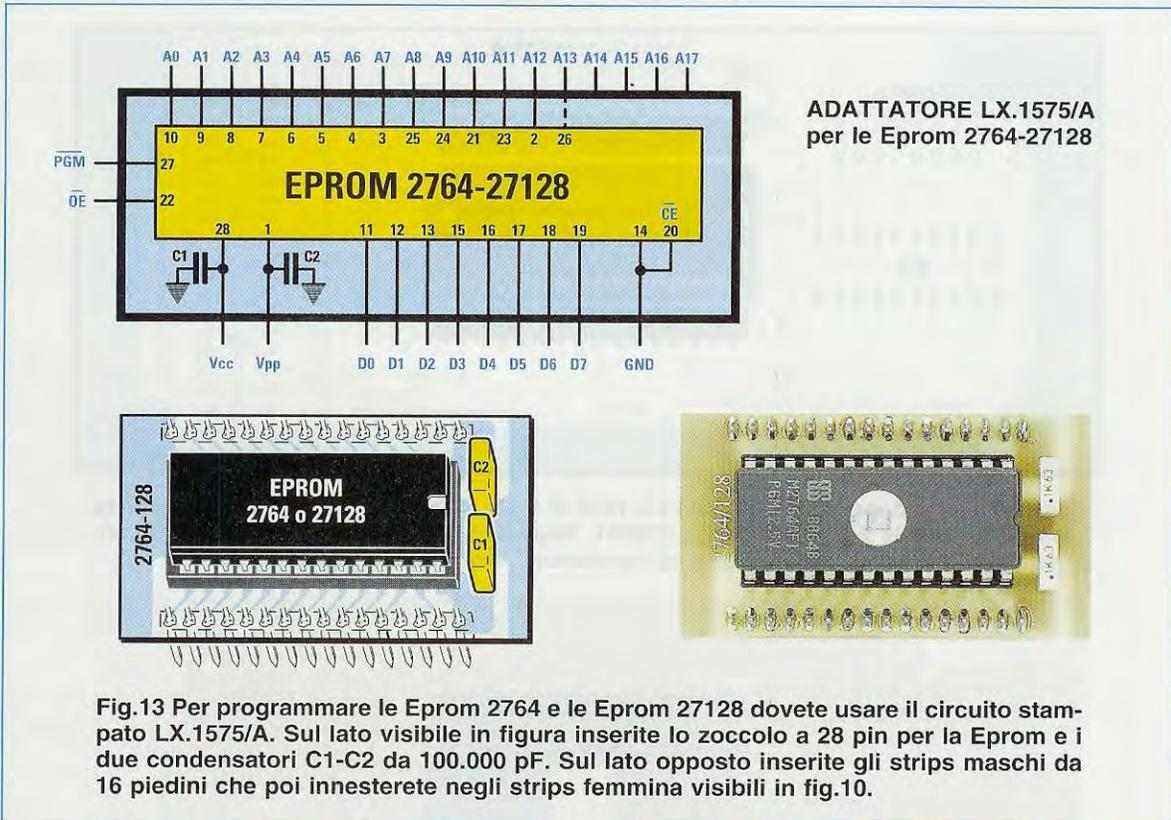 A0 A1 A2 A3 A4 A5 A6 A7 A8 A9 A10 A11 A12 A13 A14 A15 A16 A17
ADATTATORE LX.1575/A
per le Eprom 2764-27128
10 9 8 7 6 5 4 3 25 24 21 23 2 26
PGM
27
EPROM 2764-27128
OE
22
CE
28 1 11 12 13 15 16 17 18 19 14 20
C1
C2
Vcc Vpp D0 D1 D2 D3 D4 D5 D6 D7 GND
2764-128
EPROM
2764 o 27128
C2
C1
2764/128
M2764AFI
PGM12.5V
88648
.1K63
.1K63
Fig.13 Per programmare le Eprom 2764 e le Eprom 27128 dovete usare il circuito stam-
pato LX.1575/A. Sul lato visibile in figura inserite lo zoccolo a 28 pin per la Eprom e i
due condensatori C1-C2 da 100.000 pF. Sul lato opposto inserite gli strips maschi da
16 piedini che poi innesterete negli strips femmina visibili in fig.10.